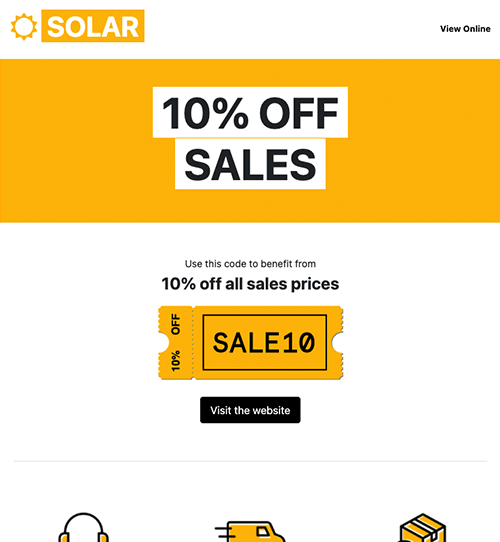 SOLAR
View Online
10% OFF
SALES
Use this code to benefit from
10% off all sales prices
10% OFF
SALE10
Visit the website